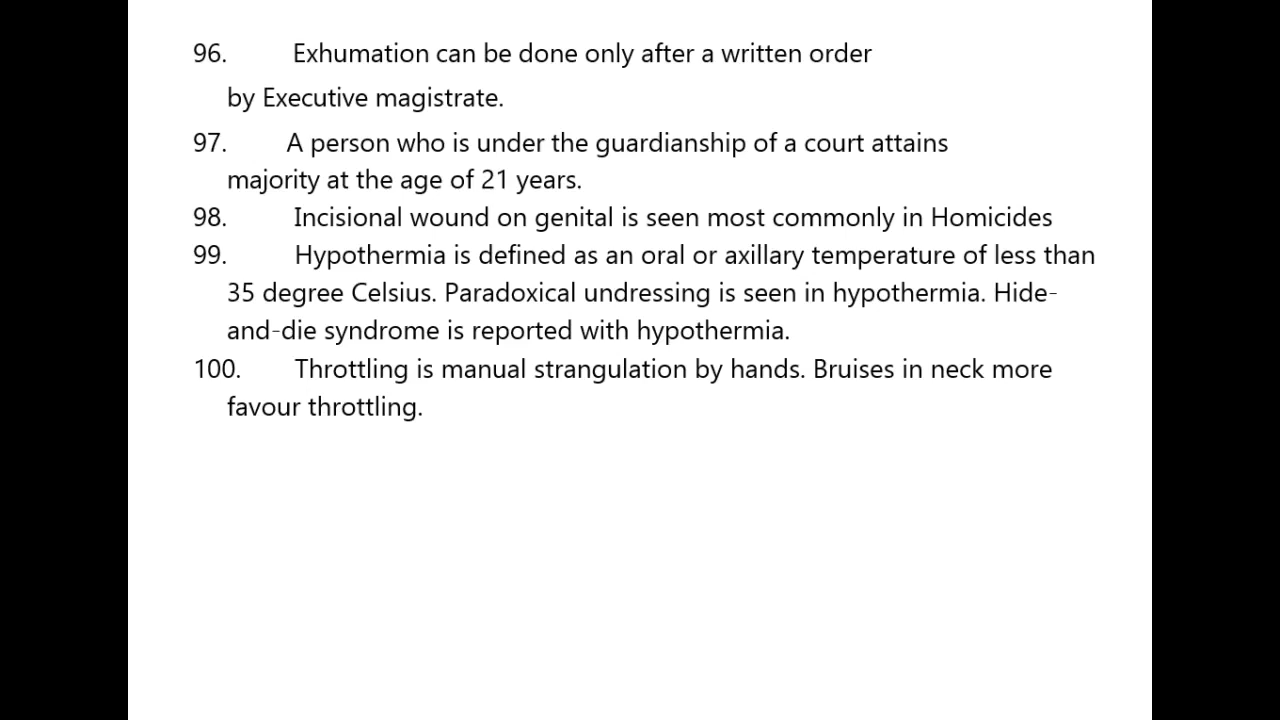 96. Exhumation can be done only after a written order
by Executive magistrate.
97. A person who is under the guardianship of a court attains
majority at the age of 21 years.
98. Incisional wound on genital is seen most commonly in Homicides
99. Hypothermia is defined as an oral or axillary temperature of less than
35 degree Celsius. Paradoxical undressing is seen in hypothermia. Hide-
and-die syndrome is reported with hypothermia.
100. Throttling is manual strangulation by hands. Bruises in neck more
favour throttling.